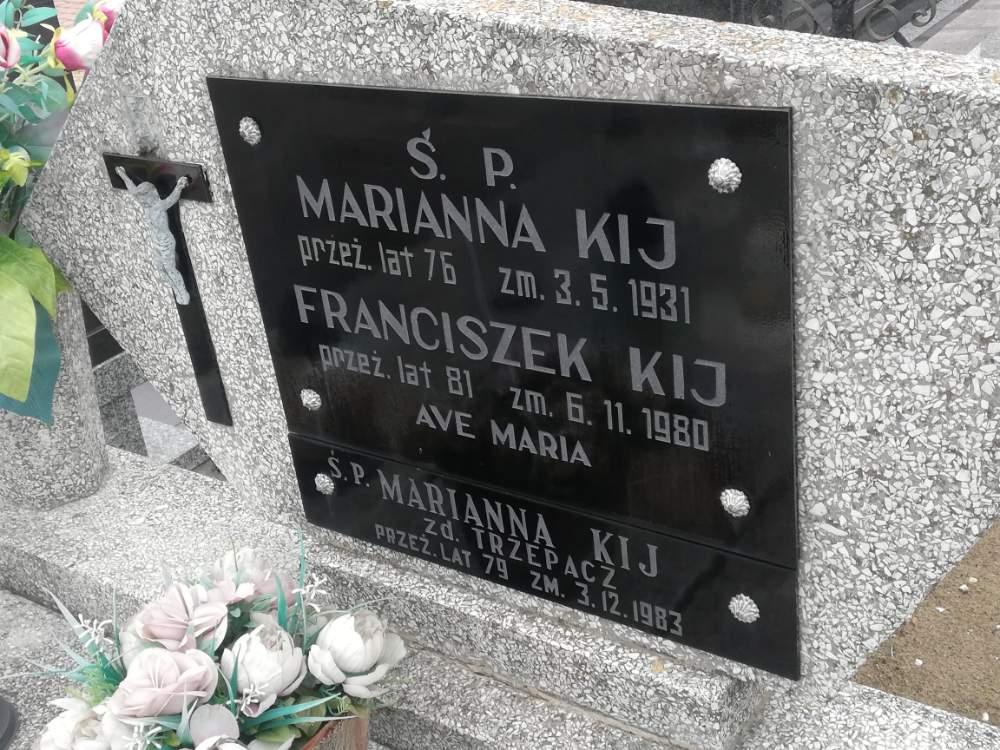 Ś. P.
MARIANNA KIJ
przeż. lat 76 zm. 3. 5. 1931
FRANCISZEK KIJ
przeż. lat 81 zm. 6. 11. 1980
AVE MARIA
Ś.P. MARIANNA KIJ
zd. TRZEPACZ
PRZEŻ. LAT 79 ZM. 3.12.1983